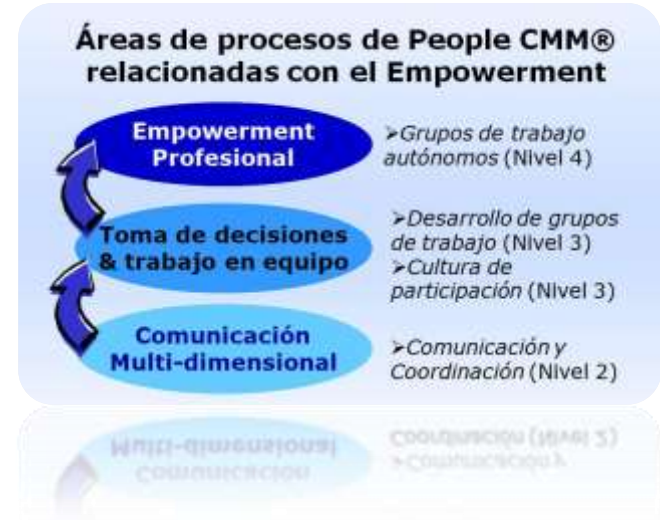 Áreas de procesos de People CMM®
relacionadas con el Empowerment
Empowerment
Profesional
➢Grupos de trabajo
autónomos (Nivel 4)
Toma de decisiones
& trabajo en equipo
➢Desarrollo de grupos
de trabajo (Nivel 3)
➢Cultura de
participación (Nivel 3)
Comunicación
Multi-dimensional
➢Comunicación y
Coordinación (Nivel 2)